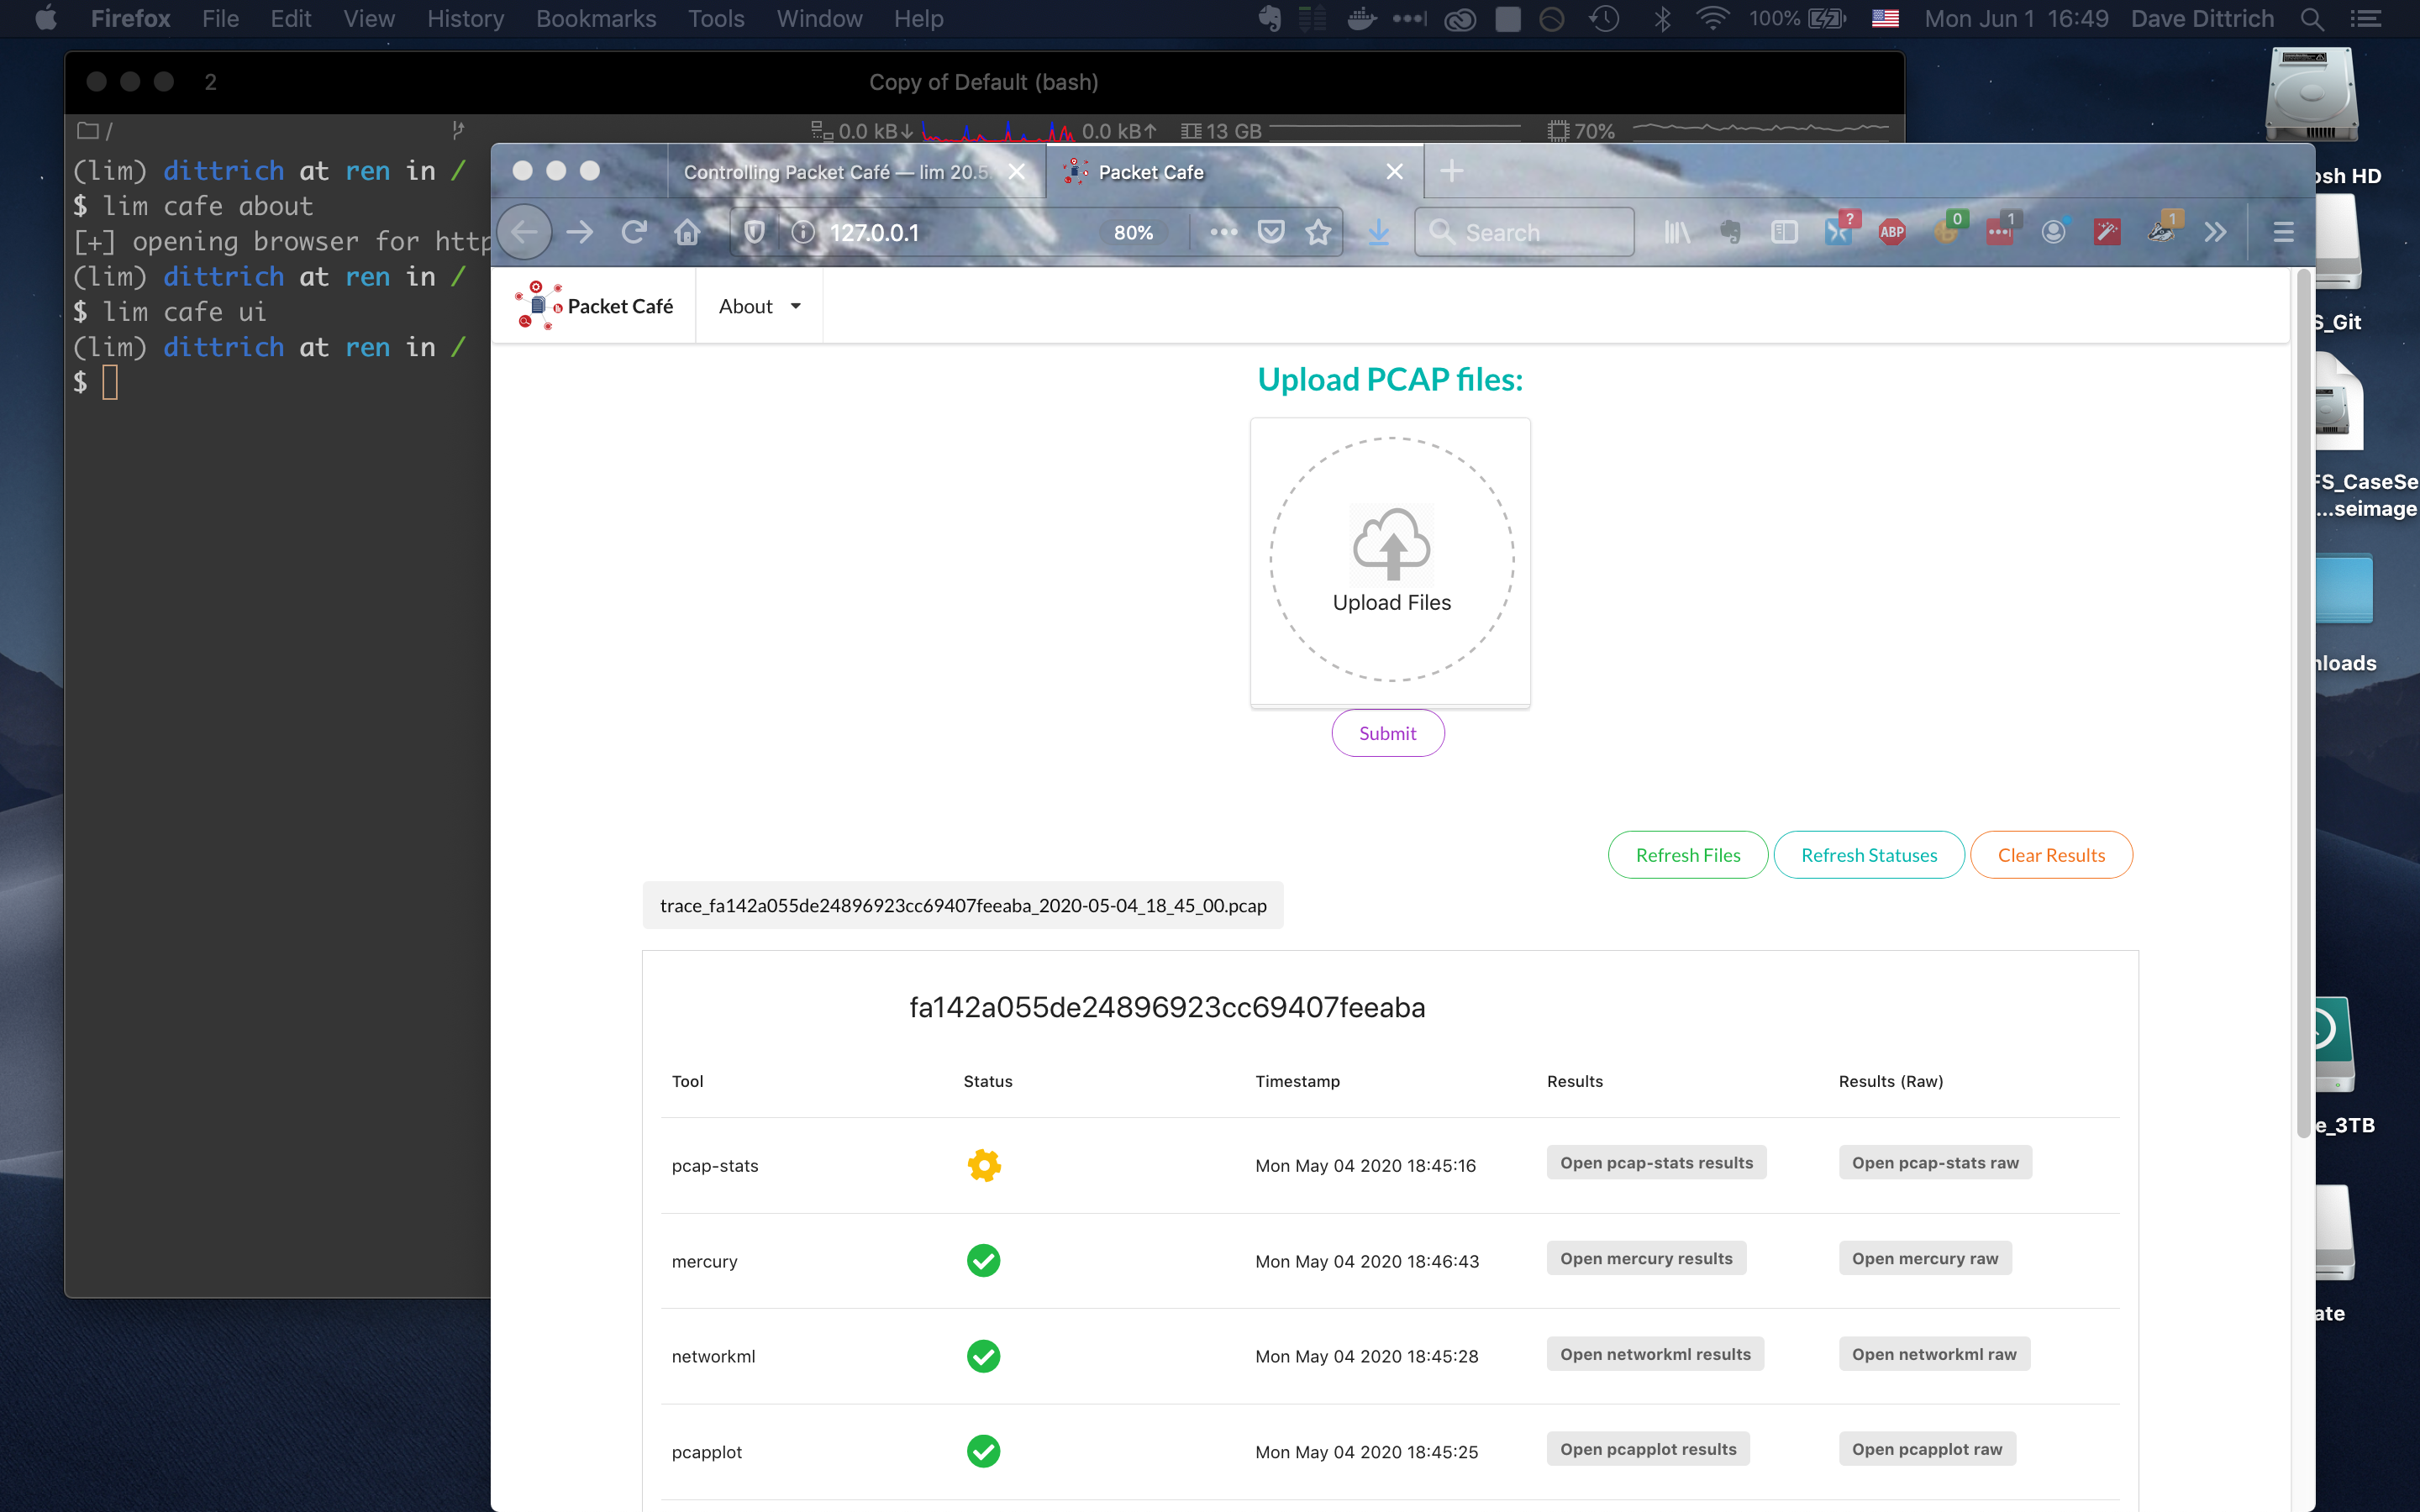 Firefox File Edit View History Bookmarks Tools Window Help 100% Mon Jun 1 16:49 Dave Dittrich
2 Copy of Default (bash)
/ 0.0 kB↓ 0.0 kB↑ 13 GB 70%
(lim) dittrich at ren in /
$ lim cafe about
[+] opening browser for http
(lim) dittrich at ren in /
$ lim cafe ui
(lim) dittrich at ren in /
$
Controlling Packet Café — lim 20.5.
Packet Cafe
127.0.0.1 80% Search ? ABP 0 1 1
Packet Café About
Upload PCAP files:
Upload Files
Submit
Refresh Files Refresh Statuses Clear Results
trace_fa142a055de24896923cc69407feeaba_2020-05-04_18_45_00.pcap
fa142a055de24896923cc69407feeaba
Tool Status Timestamp Results Results (Raw)
pcap-stats Mon May 04 2020 18:45:16 Open pcap-stats results Open pcap-stats raw
mercury Mon May 04 2020 18:46:43 Open mercury results Open mercury raw
networkml Mon May 04 2020 18:45:28 Open networkml results Open networkml raw
pcapplot Mon May 04 2020 18:45:25 Open pcapplot results Open pcapplot raw
osh HD
S_Git
FS_CaseSe
...seimage
nloads
e_3TB
ate